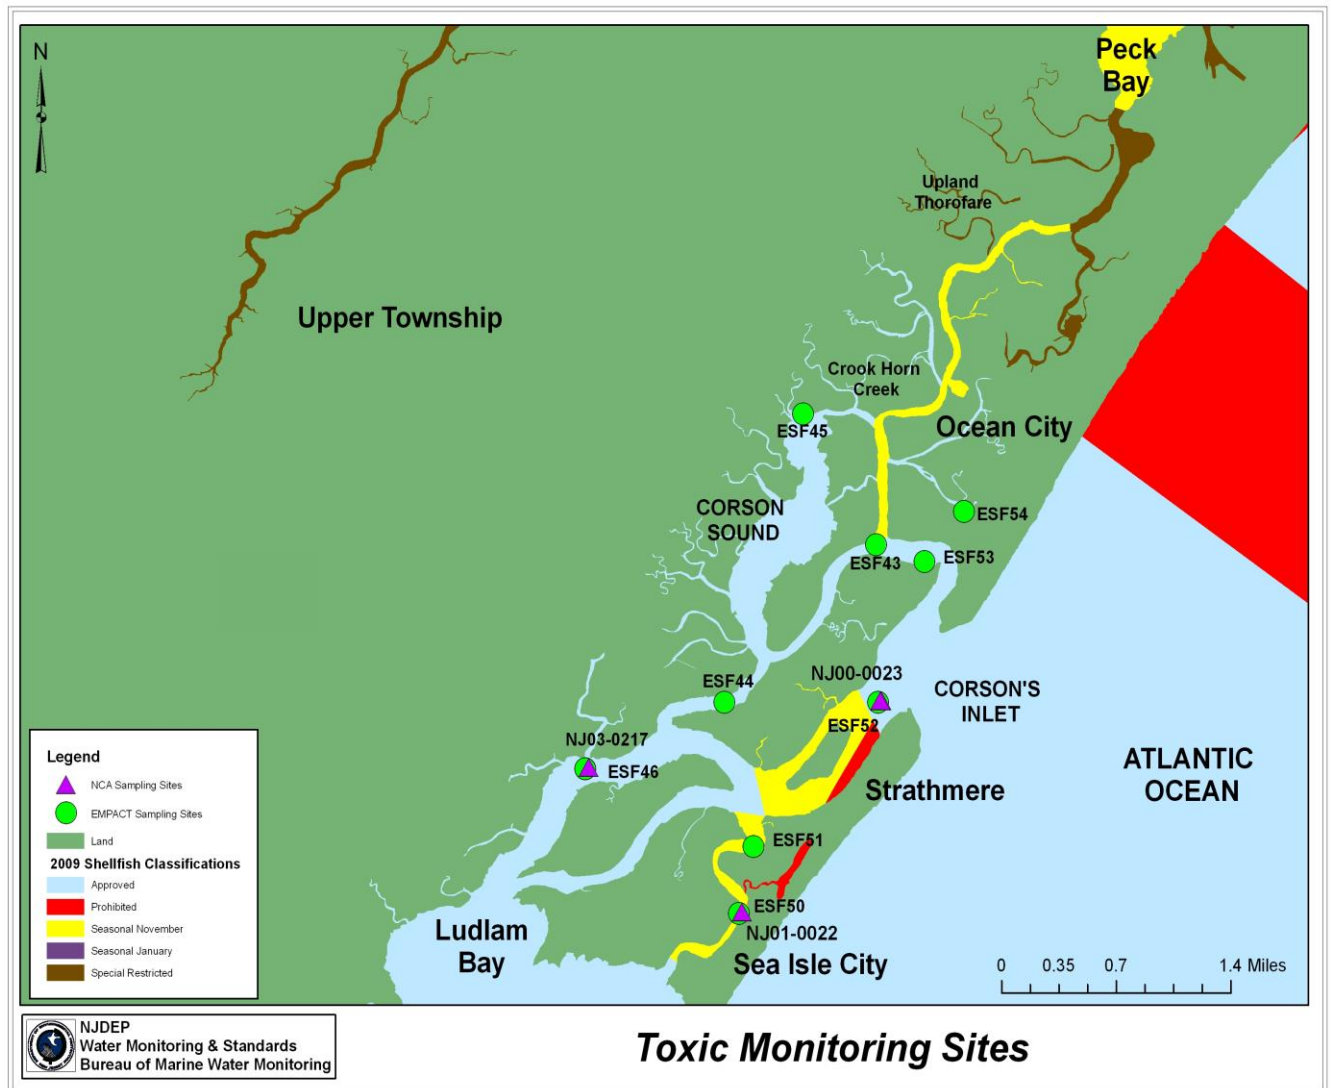 N
Peck
Bay
Upland
Thorofare
Upper Township
Crook Horn
Creek
ESF45
Ocean City
CORSON
SOUND
ESF54
ESF43
ESF53
ESF44
NJ00-0023
CORSON'S
INLET
ESF52
NJ03-0217
ESF46
ATLANTIC
OCEAN
Strathmere
ESF51
ESF50
NJ01-0022
Ludlam
Bay
Sea Isle City
Legend
NCA Sampling Sites
EMPACT Sampling Sites
Land
2009 Shellfish Classifications
Approved
Prohibited
Seasonal November
Seasonal January
Special Restricted
0 0.35 0.7 1.4 Miles
NJDEP
Water Monitoring & Standards
Bureau of Marine Water Monitoring
Toxic Monitoring Sites